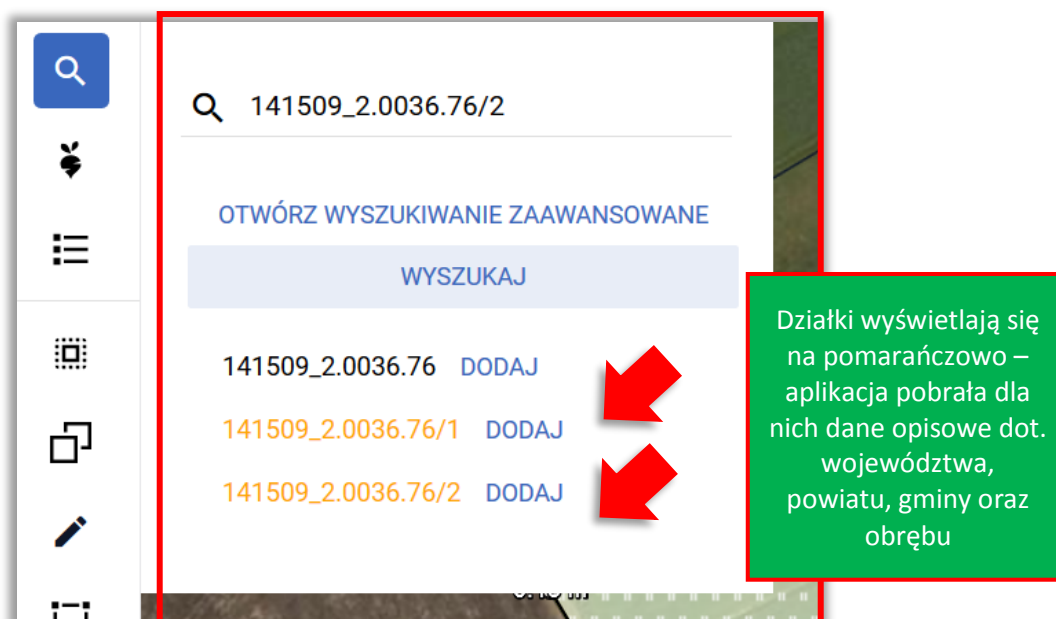 141509_2.0036.76/2
OTWÓRZ WYSZUKIWANIE ZAAWANSOWANE
WYSZUKAJ
141509_2.0036.76 DODAJ
141509_2.0036.76/1 DODAJ
141509_2.0036.76/2 DODAJ
Działki wyświetlają się
na pomarańczowo –
aplikacja pobrała dla
nich dane opisowe dot.
województwa,
powiatu, gminy oraz
obrębu